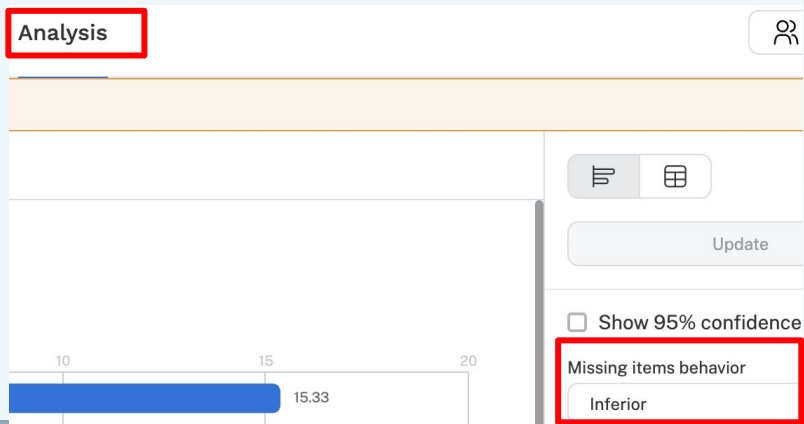 Analysis
Update
Show 95% confidence
10 15 20
Missing items behavior
15.33
Inferior